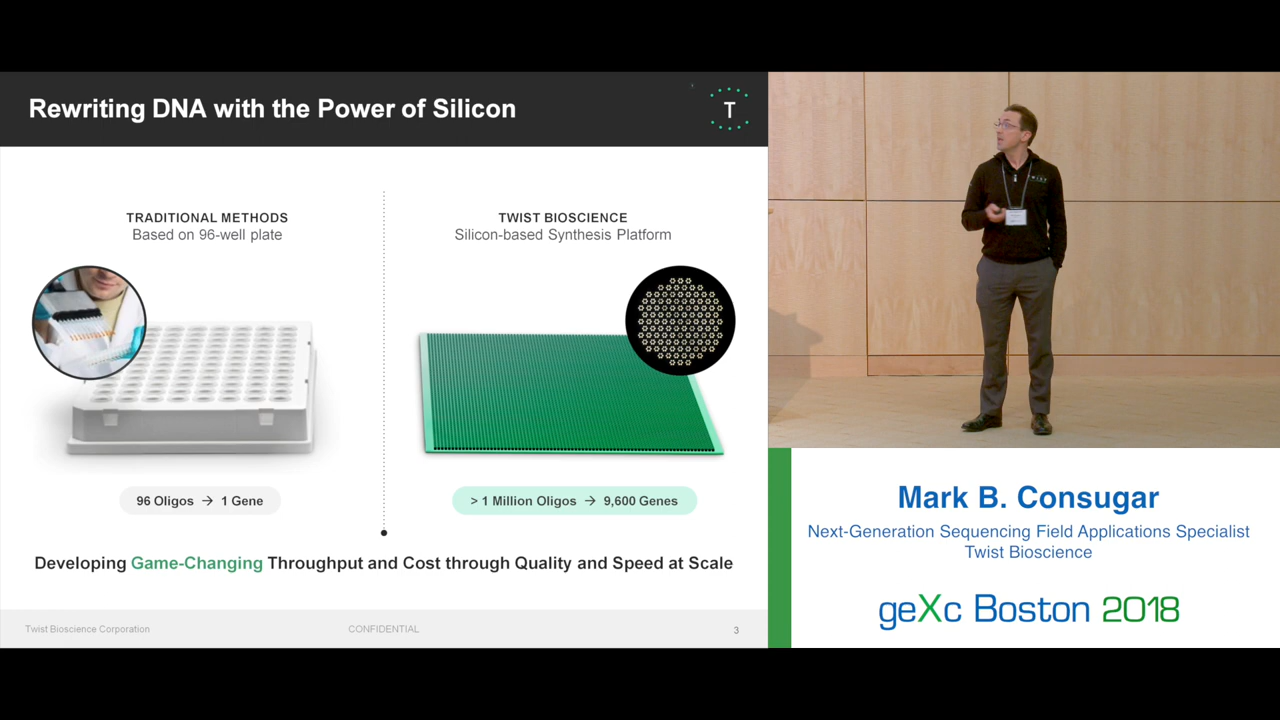 Rewriting DNA with the Power of Silicon
T
TRADITIONAL METHODS
Based on 96-well plate
TWIST BIOSCIENCE
Silicon-based Synthesis Platform
96 Oligos → 1 Gene
> 1 Million Oligos → 9,600 Genes
Developing Game-Changing Throughput and Cost through Quality and Speed at Scale
Twist Bioscience Corporation
CONFIDENTIAL
3
Mark B. Consugar
Next-Generation Sequencing Field Applications Specialist
Twist Bioscience
geXc Boston 2018